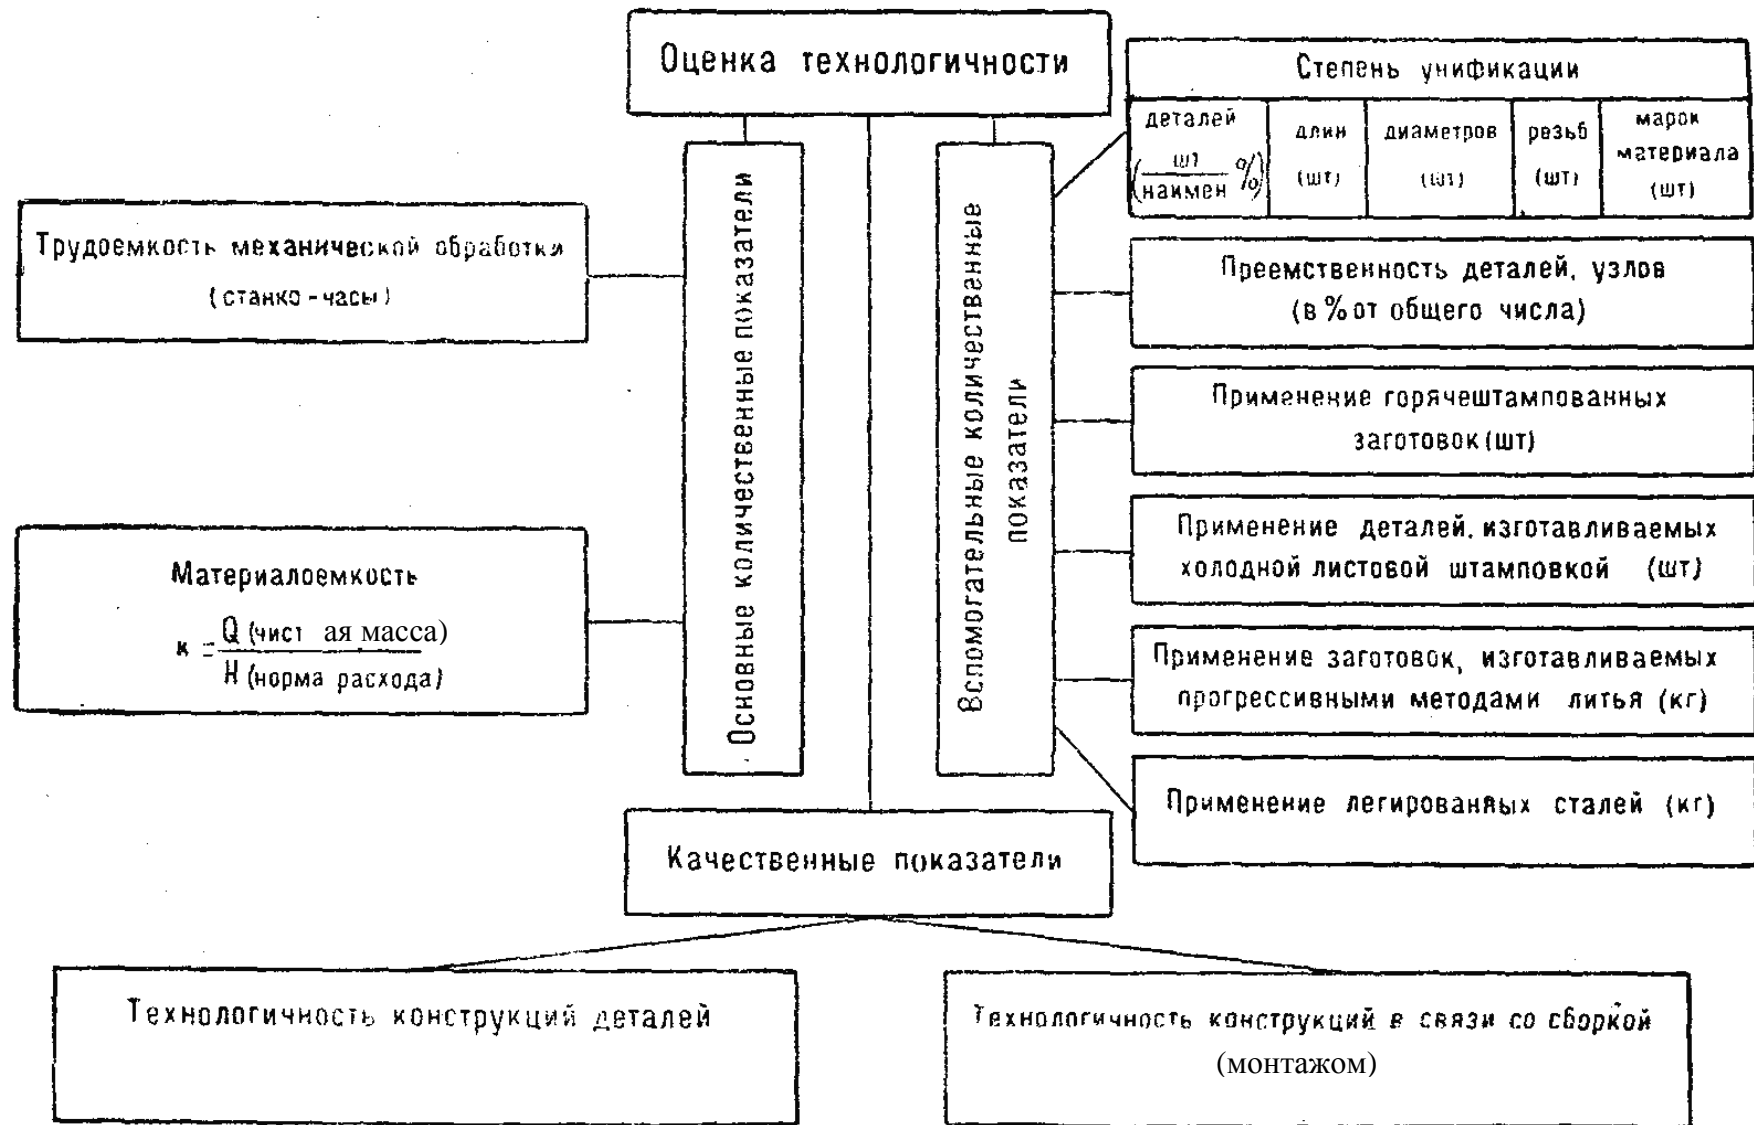 Оценка технологичности
Степень унификации
деталей
(шт/наимен %)
длин
(шт)
диаметров
(шт)
резьб
(шт)
марок
материала
(шт)
Основные количественные показатели
Трудоемкость механической обработки
(станко-часы)
Материалоемкость
к = Q (чист ая масса)
H (норма расхода)
Вспомогательные количественные
показатели
Преемственность деталей, узлов
(в % от общего числа)
Применение горячештампованных
заготовок (шт)
Применение деталей, изготавливаемых
холодной листовой штамповкой (шт)
Применение заготовок, изготавливаемых
прогрессивными методами литья (кг)
Применение легированных сталей (кг)
Качественные показатели
Технологичность конструкций деталей
Технологичность конструкций в связи со сборкой
(монтажом)